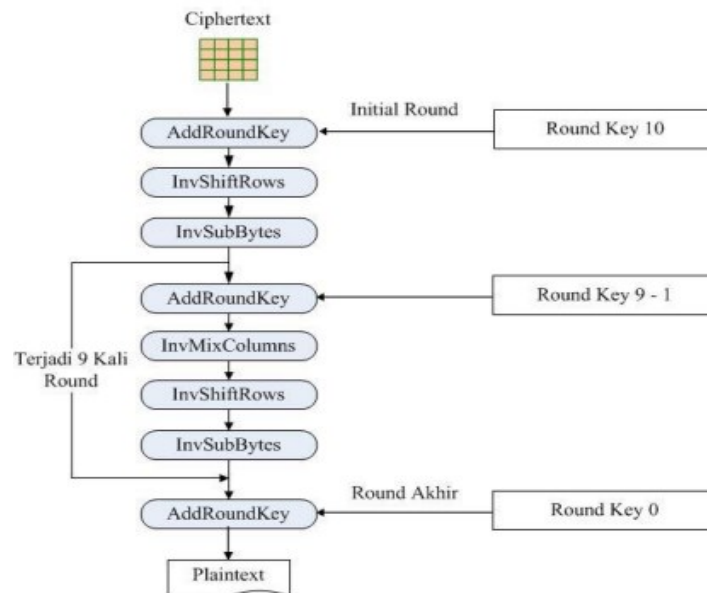 Ciphertext
AddRoundKey
Initial Round
Round Key 10
InvShiftRows
InvSubBytes
AddRoundKey
Round Key 9 - 1
InvMixColumns
Terjadi 9 Kali
Round
InvShiftRows
InvSubBytes
AddRoundKey
Round Akhir
Round Key 0
Plaintext